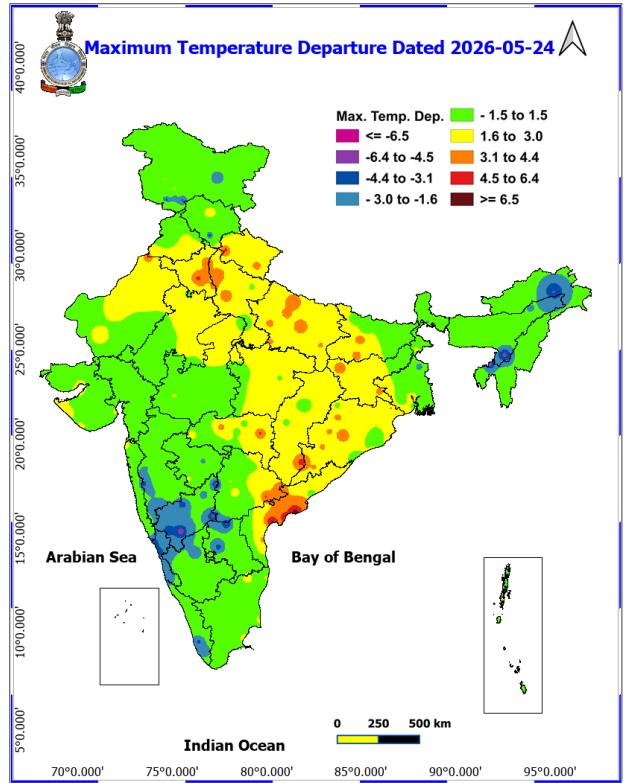 Maximum Temperature Departure Dated 2026-05-24
Max. Temp. Dep.
<= -6.5
-6.4 to -4.5
-4.4 to -3.1
- 3.0 to -1.6
- 1.5 to 1.5
1.6 to 3.0
3.1 to 4.4
4.5 to 6.4
>= 6.5
40°0.000'
35°0.000'
30°0.000'
25°0.000'
20°0.000'
15°0.000'
10°0.000'
5°0.000'
Arabian Sea
Bay of Bengal
Indian Ocean
0 250 500 km
70°0.000' 75°0.000' 80°0.000' 85°0.000' 90°0.000' 95°0.000'